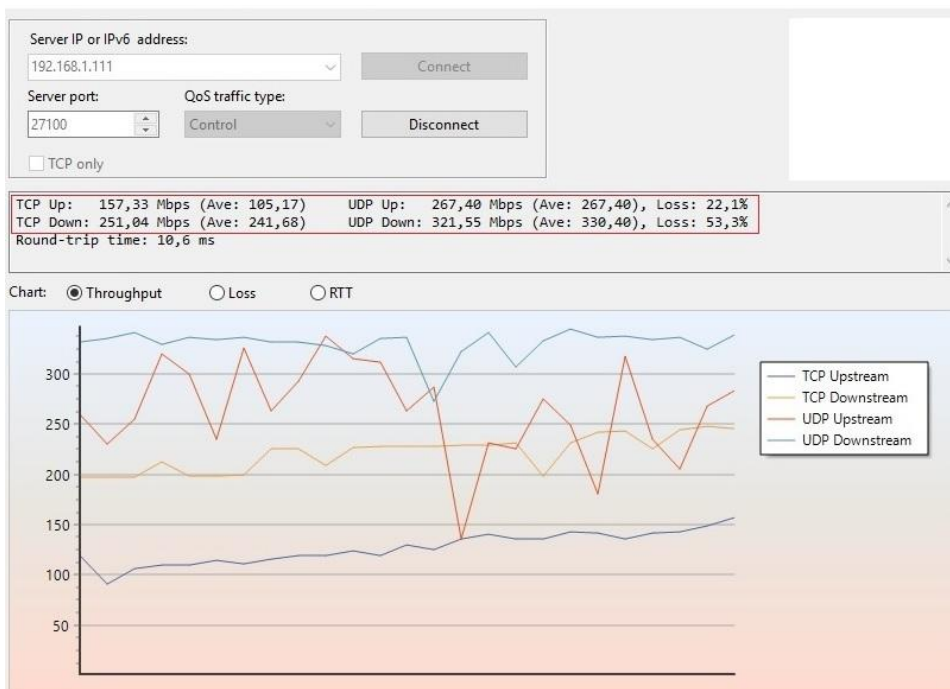 Server IP or IPv6 address:
192.168.1.111
Connect
Server port:
QoS traffic type:
27100
Control
Disconnect
TCP only
TCP Up: 157,33 Mbps (Ave: 105,17) UDP Up: 267,40 Mbps (Ave: 267,40), Loss: 22,1%
TCP Down: 251,04 Mbps (Ave: 241,68) UDP Down: 321,55 Mbps (Ave: 330,40), Loss: 53,3%
Round-trip time: 10,6 ms
Chart: Throughput Loss RTT
300
250
200
150
100
50
TCP Upstream
TCP Downstream
UDP Upstream
UDP Downstream